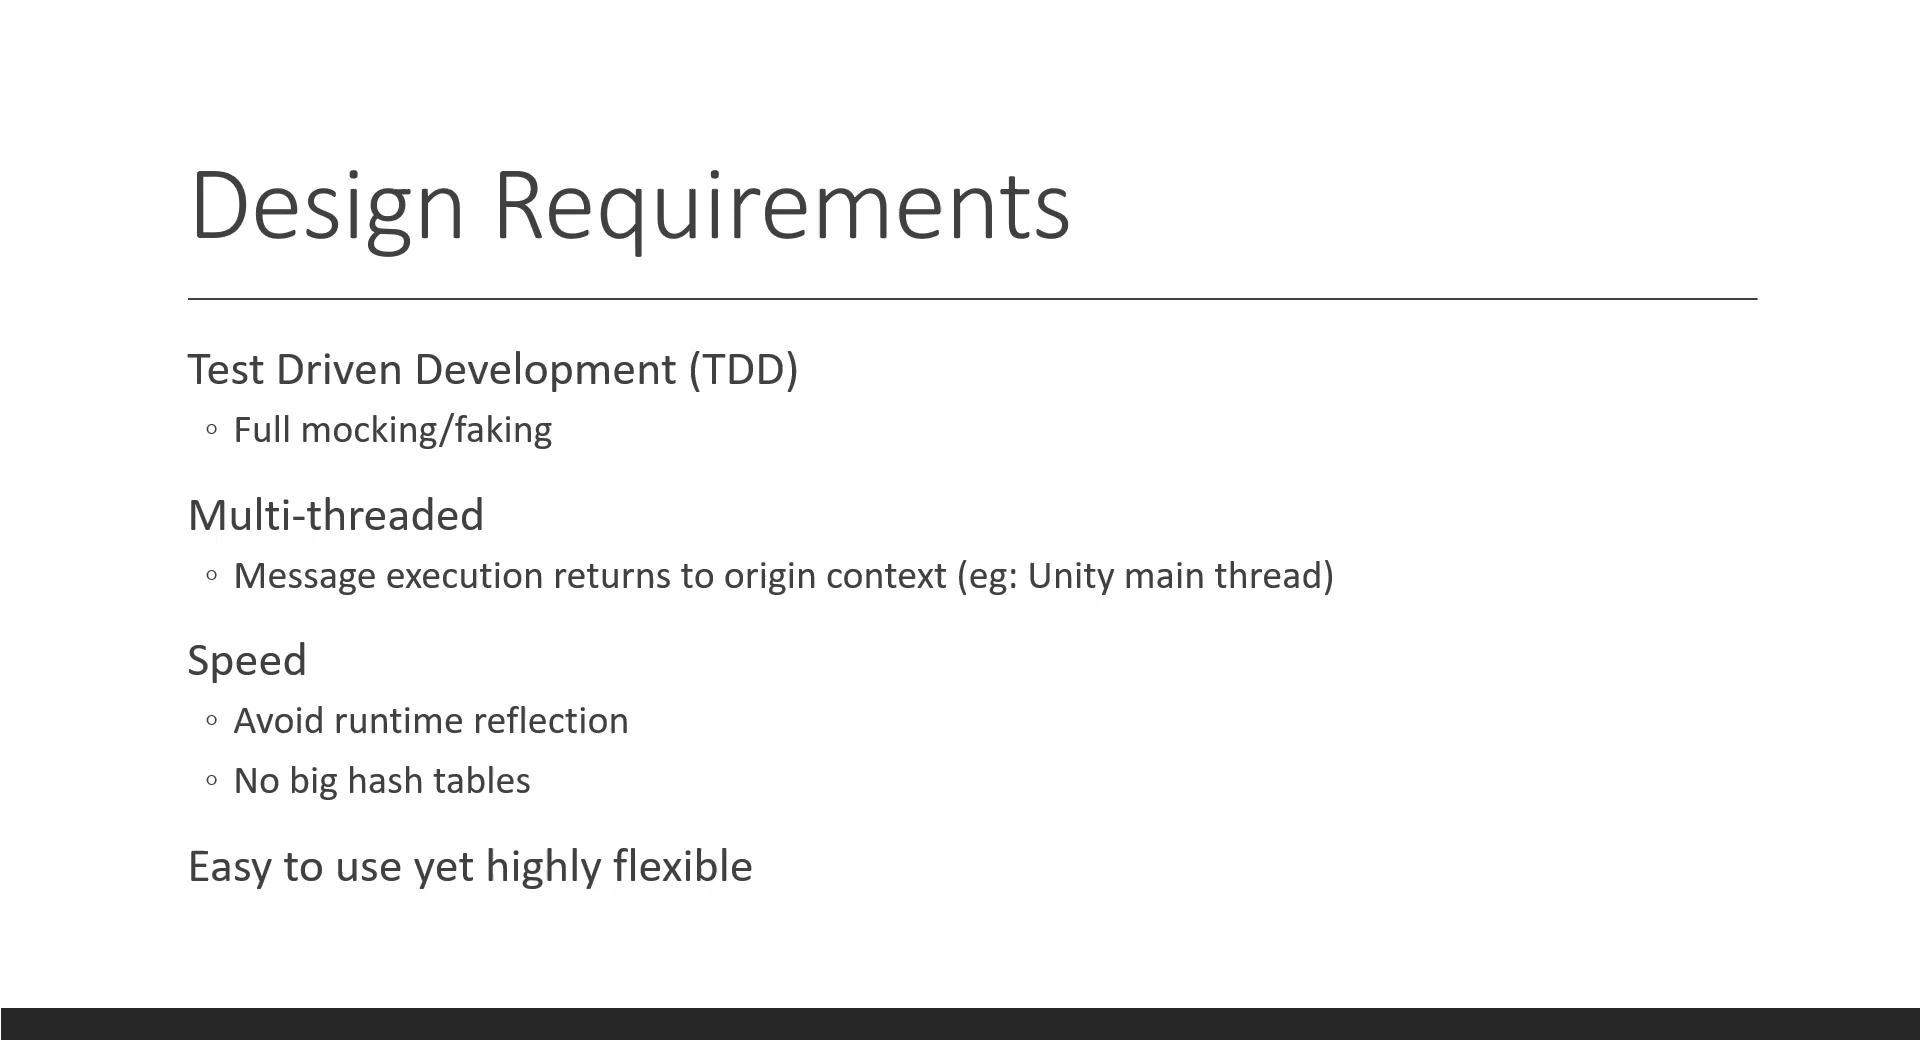 Design Requirements
Test Driven Development (TDD)
◦ Full mocking/faking
Multi-threaded
◦ Message execution returns to origin context (eg: Unity main thread)
Speed
◦ Avoid runtime reflection
◦ No big hash tables
Easy to use yet highly flexible